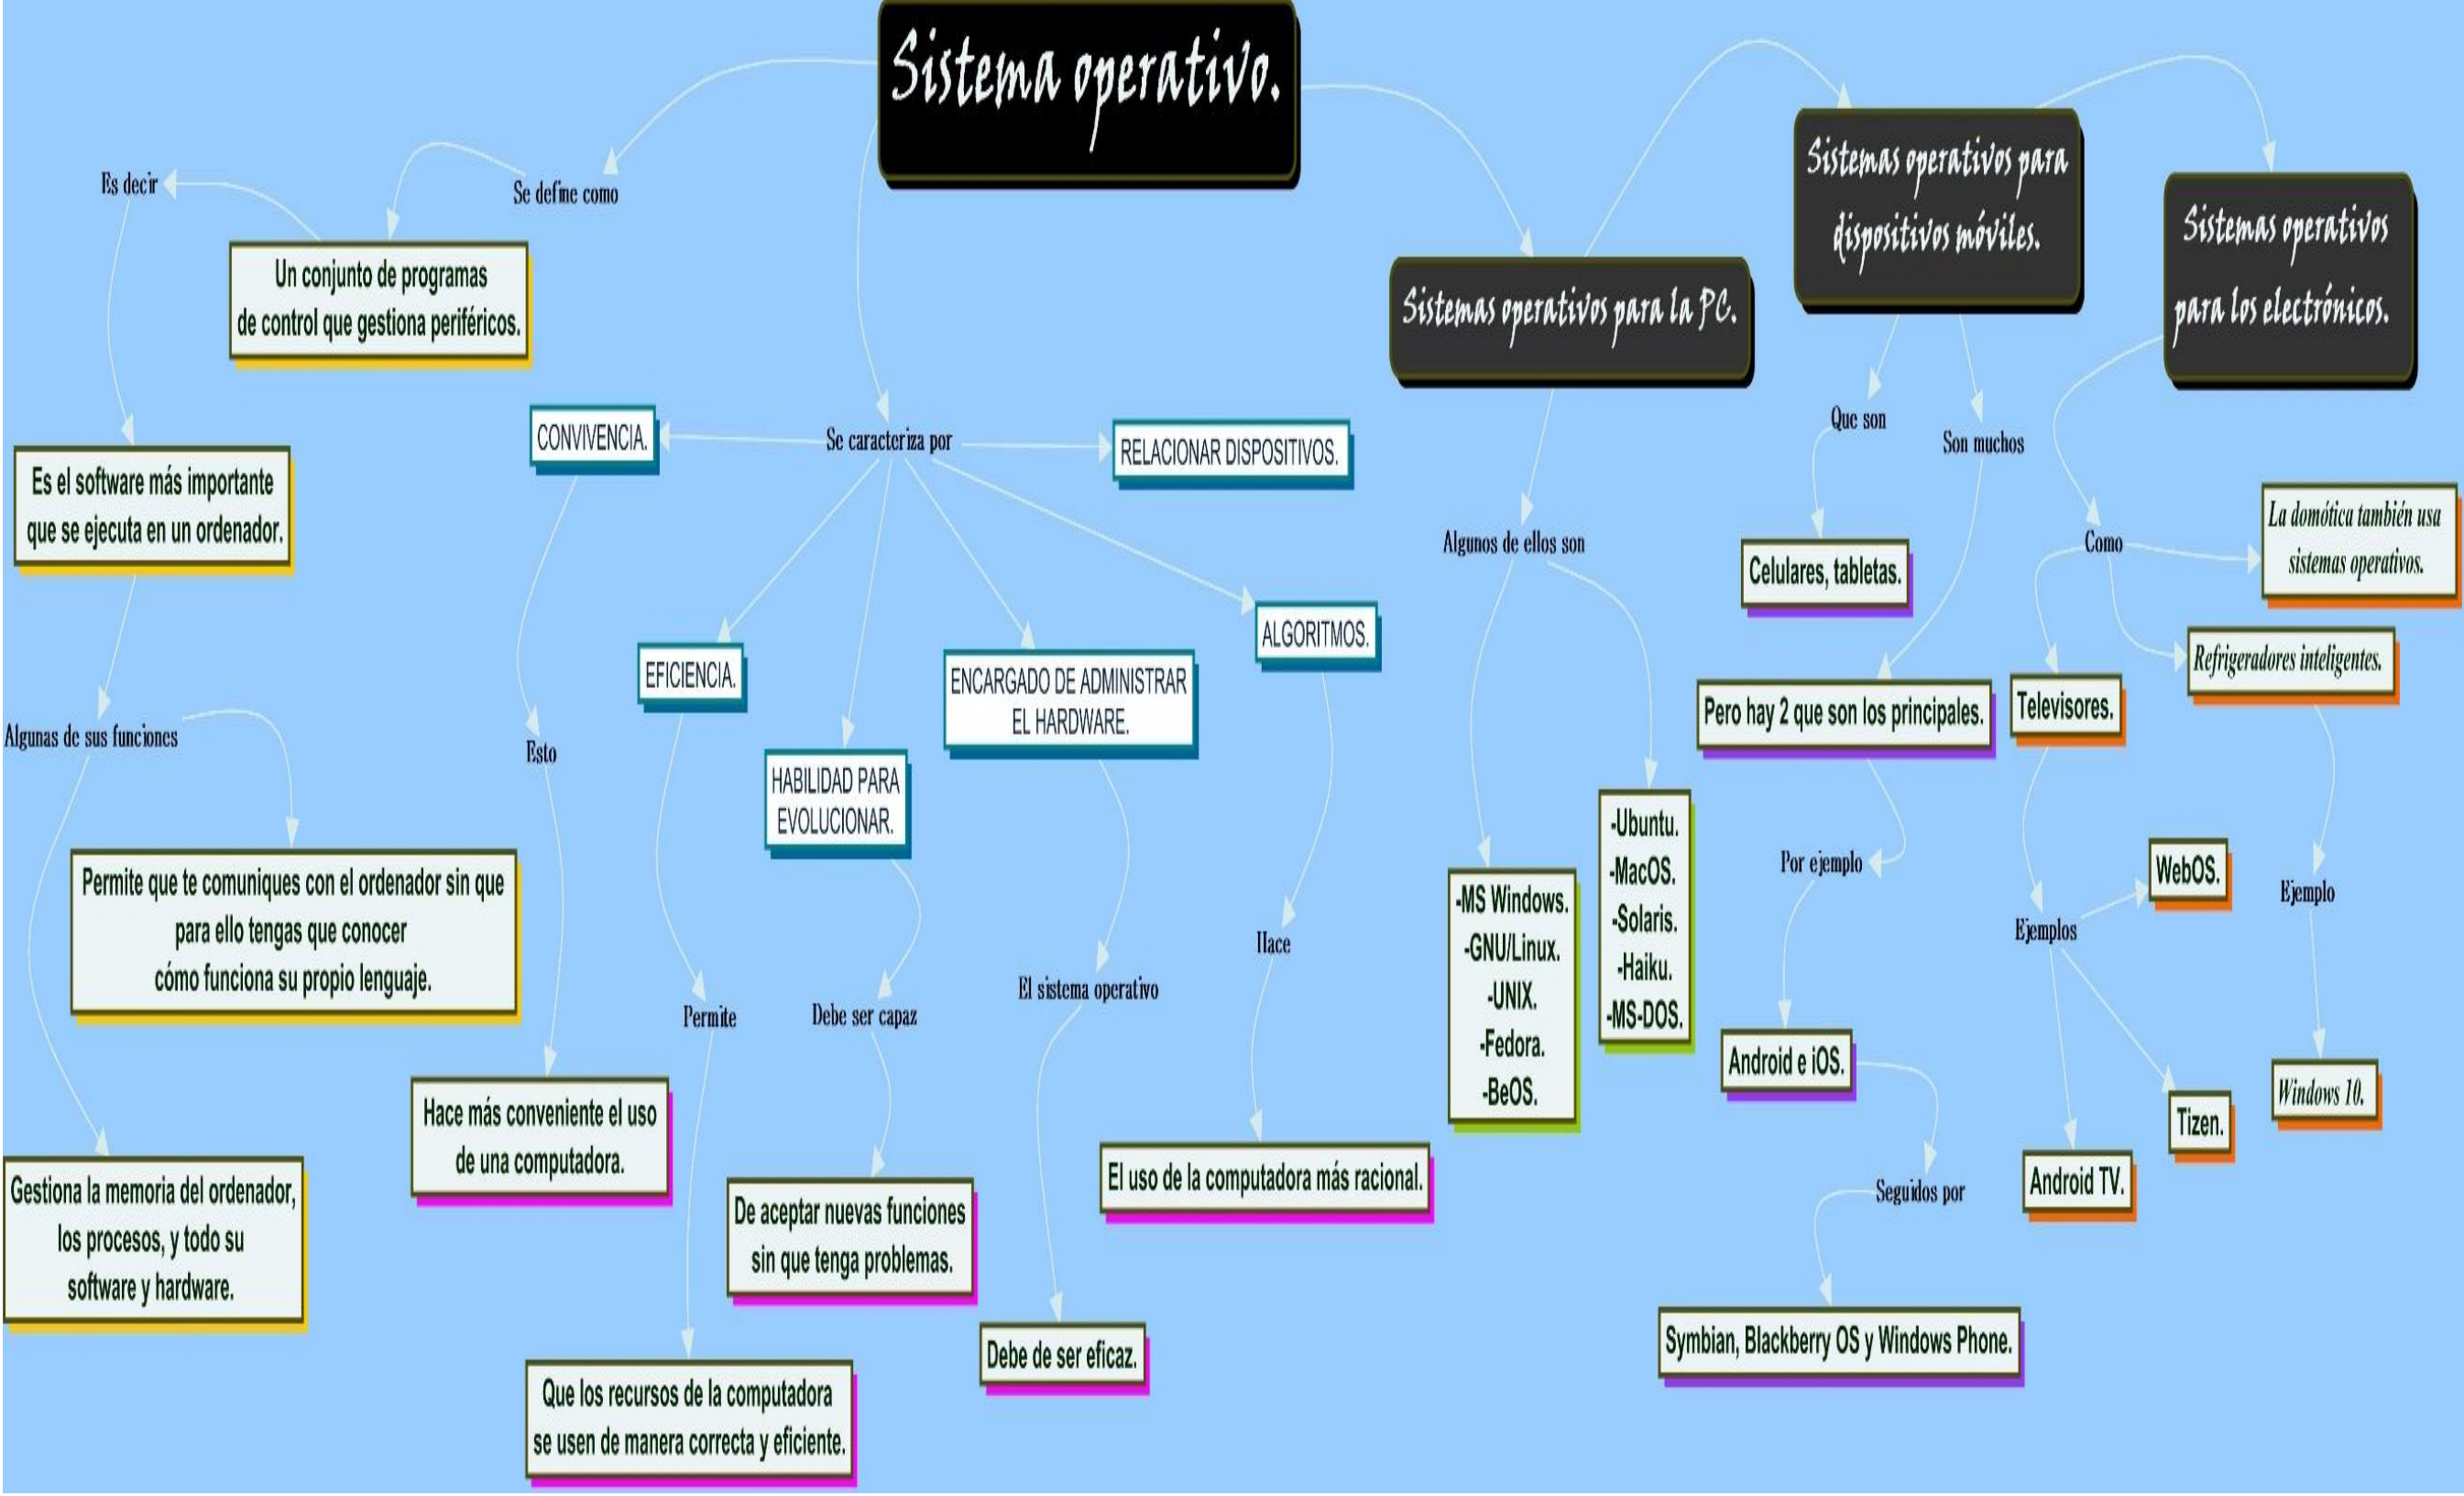 Sistema operativo.
Se define como
Un conjunto de programas
de control que gestiona periféricos.
Es decir
Es el software más importante
que se ejecuta en un ordenador.
Algunas de sus funciones
Permite que te comuniques con el ordenador sin que
para ello tengas que conocer
cómo funciona su propio lenguaje.
Gestiona la memoria del ordenador,
los procesos, y todo su
software y hardware.
Se caracteriza por
CONVIVENCIA.
Esto
Hace más conveniente el uso
de una computadora.
EFICIENCIA.
Permite
Que los recursos de la computadora
se usen de manera correcta y eficiente.
HABILIDAD PARA
EVOLUCIONAR.
Debe ser capaz
De aceptar nuevas funciones
sin que tenga problemas.
ENCARGADO DE ADMINISTRAR
EL HARDWARE.
El sistema operativo
Debe de ser eficaz.
ALGORITMOS.
Hace
El uso de la computadora más racional.
RELACIONAR DISPOSITIVOS.
Sistemas operativos para la PC.
Algunos de ellos son
-MS Windows.
-GNU/Linux.
-UNIX.
-Fedora.
-BeOS.
-Ubuntu.
-MacOS.
-Solaris.
-Haiku.
-MS-DOS.
Sistemas operativos para
dispositivos móviles.
Que son
Celulares, tabletas.
Son muchos
Pero hay 2 que son los principales.
Por ejemplo
Android e iOS.
Seguidos por
Symbian, Blackberry OS y Windows Phone.
Sistemas operativos
para los electrónicos.
Como
La domótica también usa
sistemas operativos.
Refrigeradores inteligentes.
Ejemplo
Windows 10.
Televisores.
Ejemplos
WebOS.
Tizen.
Android TV.